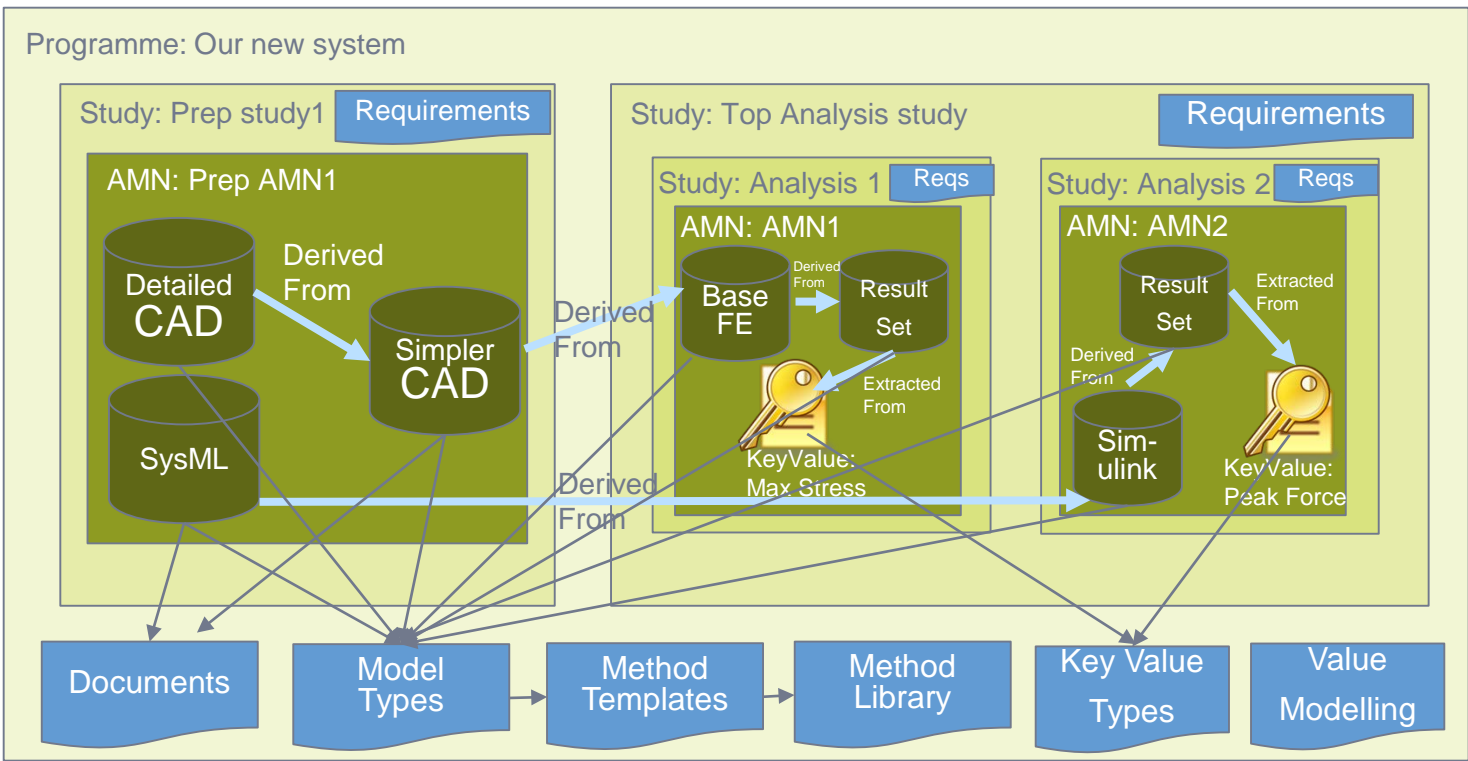 Programme: Our new system
Study: Prep study1
Requirements
AMN: Prep AMN1
Detailed
CAD
Derived
From
Simpler
CAD
SysML
Derived
From
Derived
From
Study: Top Analysis study
Requirements
Study: Analysis 1
Reqs
AMN: AMN1
Base
FE
Derived
From
Result
Set
Extracted
From
KeyValue:
Max Stress
Study: Analysis 2
Reqs
AMN: AMN2
Result
Set
Extracted
From
Derived
From
Sim-
ulink
KeyValue:
Peak Force
Documents
Model
Types
Method
Templates
Method
Library
Key Value
Types
Value
Modelling